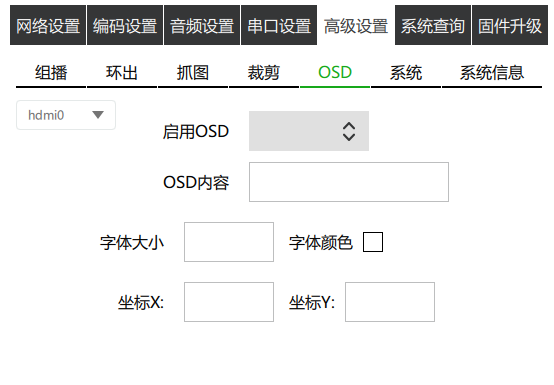 网络设置 编码设置 音频设置 串口设置 高级设置 系统查询 固件升级
组播 环出 抓图 裁剪 OSD 系统 系统信息
hdmi0
启用OSD
OSD内容
字体大小 字体颜色
坐标X: 坐标Y: